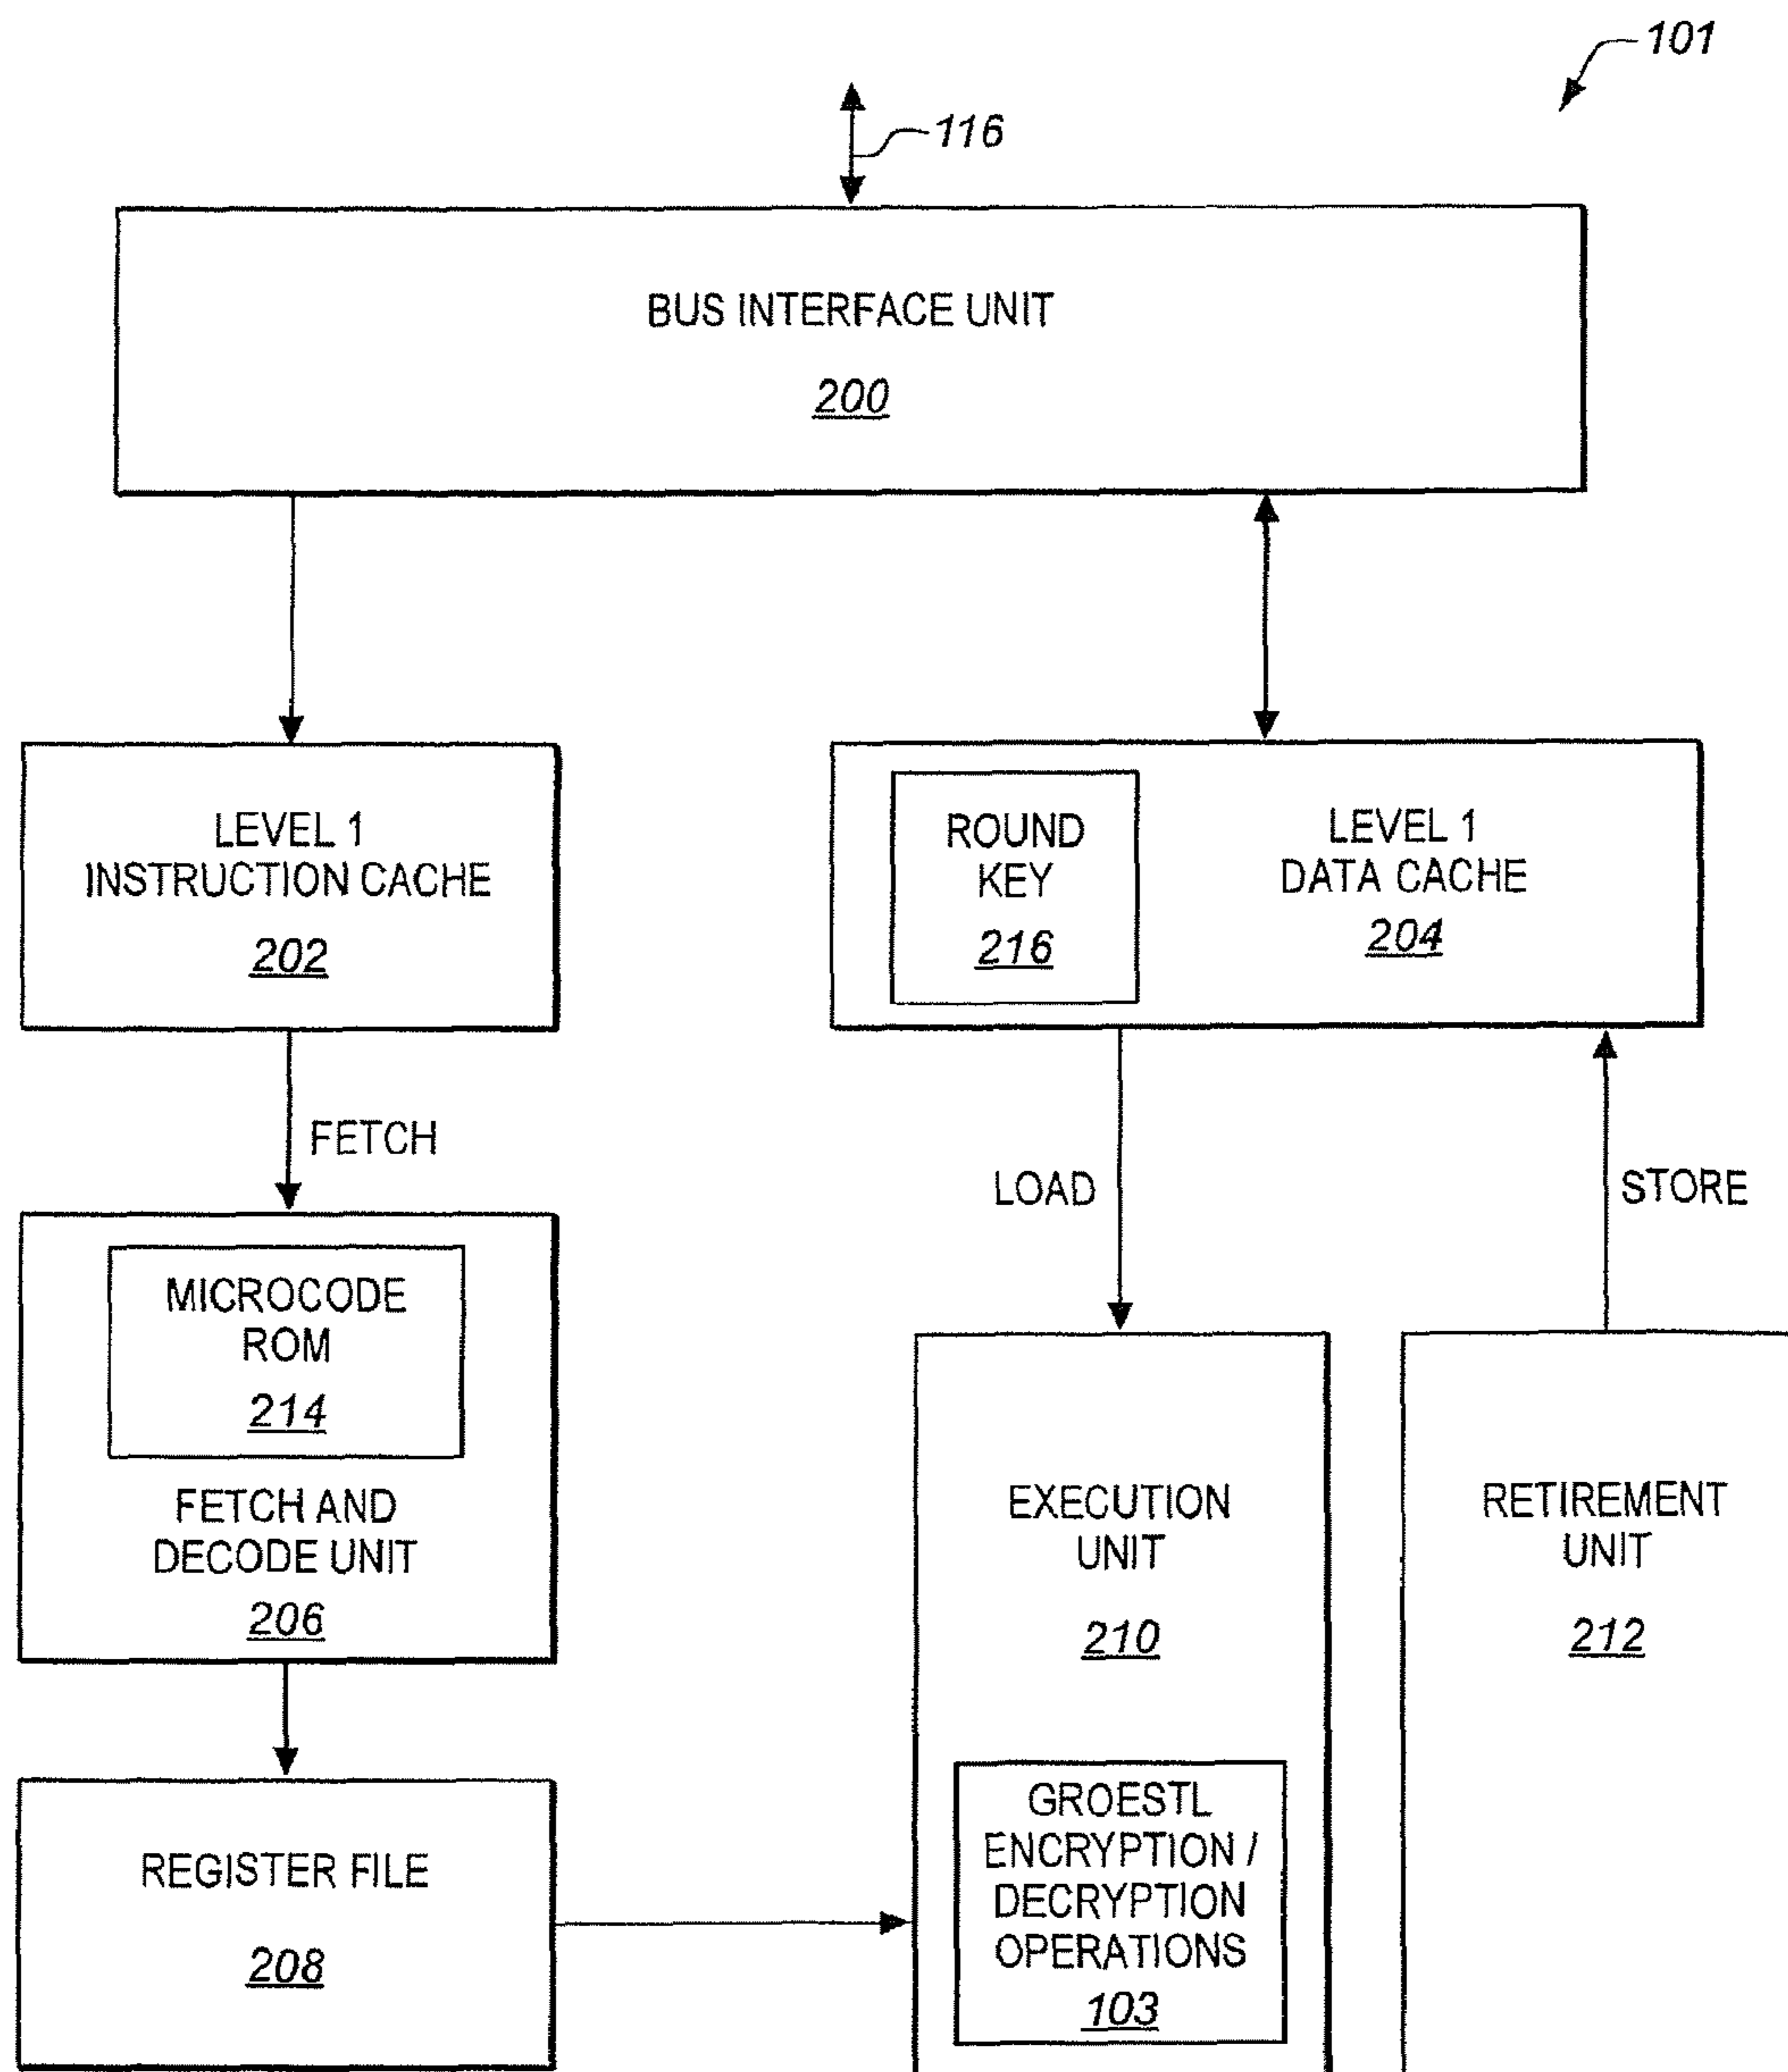 101
116
BUS INTERFACE UNIT
200
LEVEL 1
INSTRUCTION CACHE
202
ROUND
KEY
216
LEVEL 1
DATA CACHE
204
FETCH
LOAD
STORE
MICROCODE
ROM
214
FETCH AND
DECODE UNIT
206
EXECUTION
UNIT
210
RETIREMENT
UNIT
212
REGISTER FILE
208
GROESTL
ENCRYPTION /
DECRYPTION
OPERATIONS
103